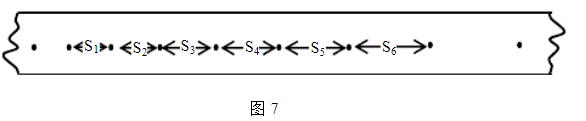 S₁ S₂ S₃ S₄ S₅ S₆
图 7